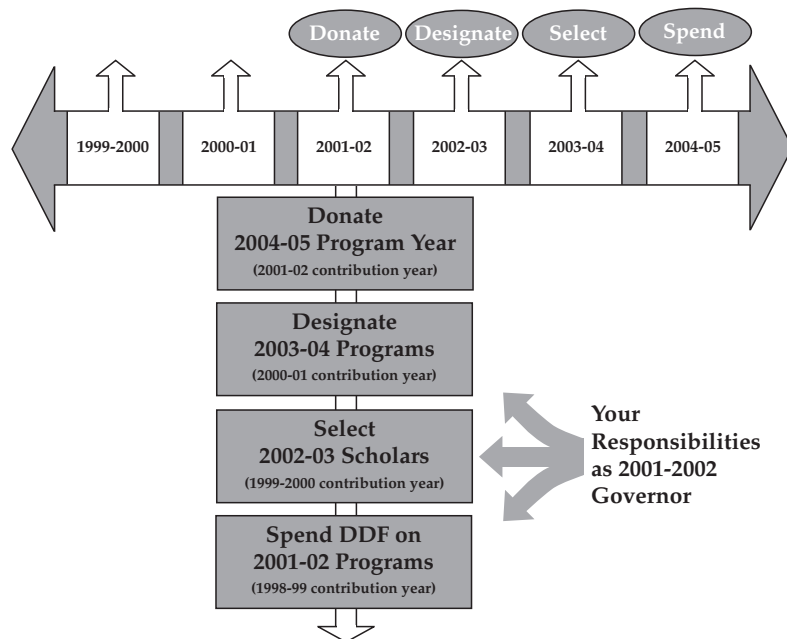 Donate
Designate
Select
Spend
1999-2000
2000-01
2001-02
2002-03
2003-04
2004-05
Donate
2004-05 Program Year
(2001-02 contribution year)
Designate
2003-04 Programs
(2000-01 contribution year)
Select
2002-03 Scholars
(1999-2000 contribution year)
Spend DDF on
2001-02 Programs
(1998-99 contribution year)
Your
Responsibilities
as 2001-2002
Governor